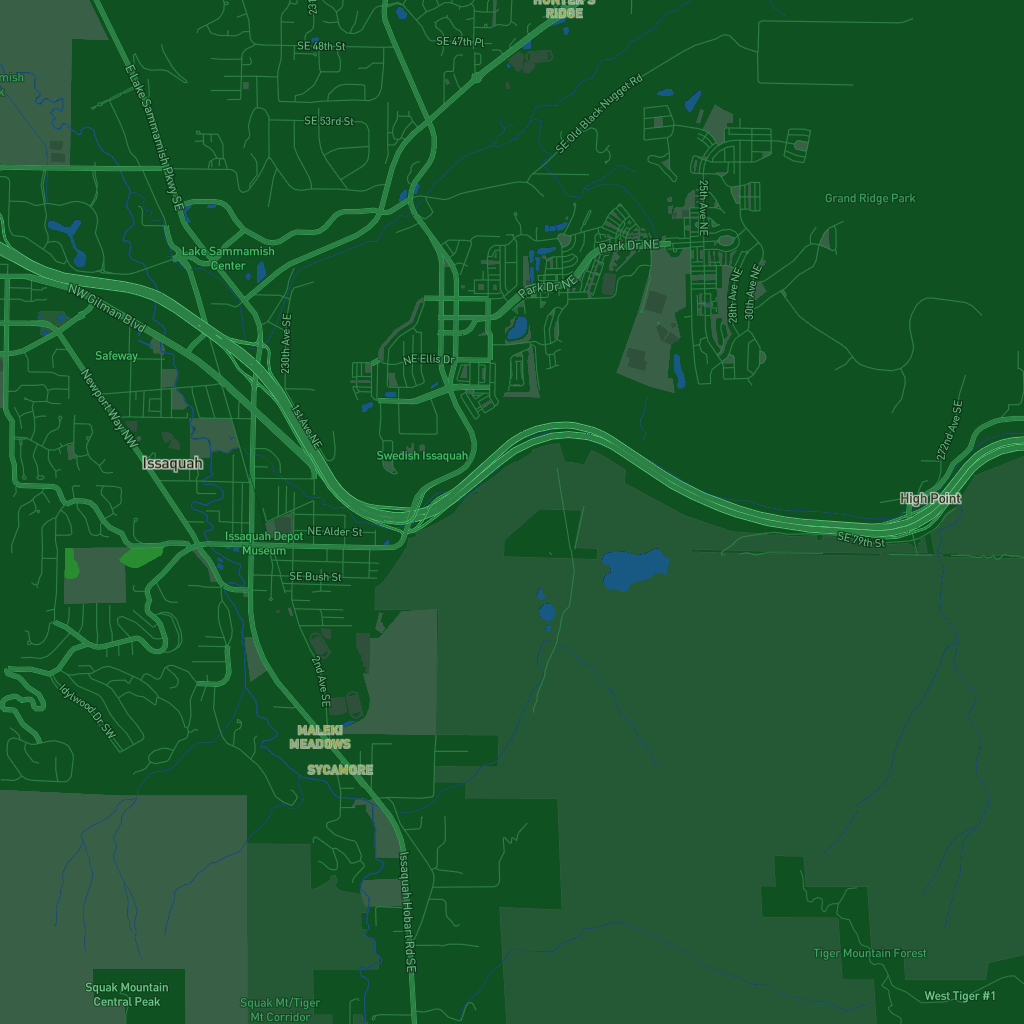 HUNTER'S
RIDGE
231
SE 48th St
SE 47th Pl
mish
k
E Lake Sammamish Pkwy SE
SE Old Black Nugget Rd
SE 53rd St
25th Ave NE
Grand Ridge Park
Lake Sammamish
Center
Park Dr NE
Park Dr NE
28th Ave NE
30th Ave NE
NW Gilman Blvd
230th Ave SE
Safeway
NE Ellis Dr
Newport Way NW
1st Ave NE
272nd Ave SE
Swedish Issaquah
Issaquah
High Point
NE Alder St
Issaquah Depot
Museum
SE 79th St
SE Bush St
2nd Ave SE
Idylwood Dr SW
MALEKI
MEADOWS
SYCAMORE
Issaquah Hobart Rd SE
Tiger Mountain Forest
Squak Mountain
Central Peak
West Tiger #1
Squak Mt/Tiger
Mt Corridor